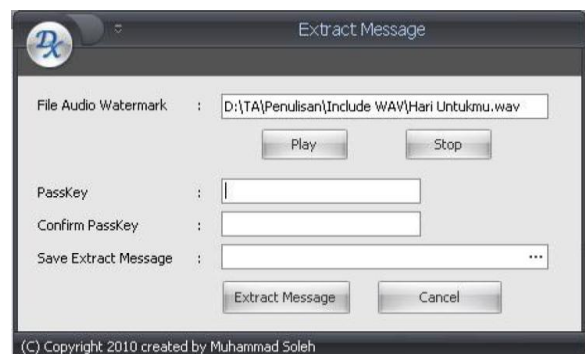 Extract Message
File Audio Watermark : D:\TA\Penulisan\Include WAV\Hari Untukmu.wav
Play Stop
PassKey :
Confirm PassKey :
Save Extract Message : ...
Extract Message Cancel
(C) Copyright 2010 created by Muhammad Soleh